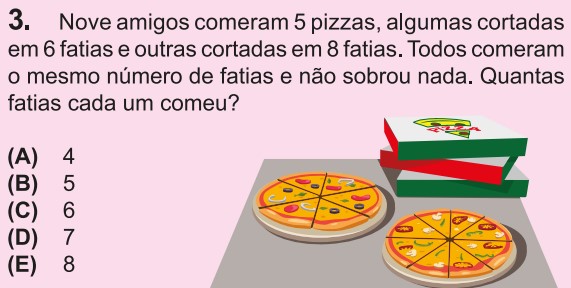 3. Nove amigos comeram 5 pizzas, algumas cortadas
em 6 fatias e outras cortadas em 8 fatias. Todos comeram
o mesmo número de fatias e não sobrou nada. Quantas
fatias cada um comeu?
(A) 4
(B) 5
(C) 6
(D) 7
(E) 8
PIZZA